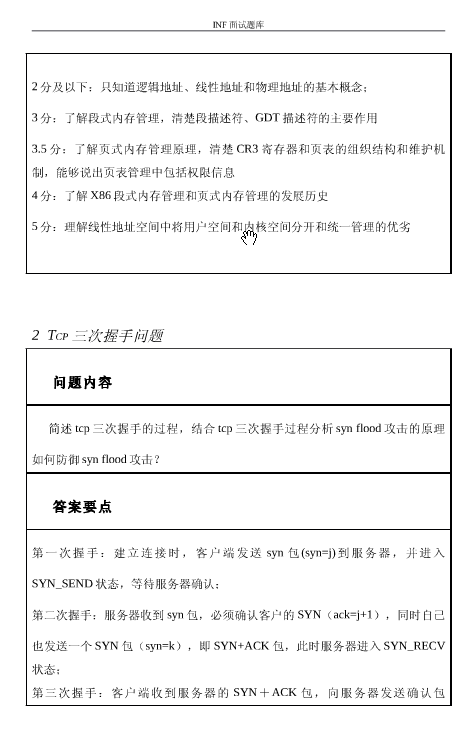 INF 面试题库
2 分及以下：只知道逻辑地址、线性地址和物理地址的基本概念；
3 分：了解段式内存管理，清楚段描述符、GDT 描述符的主要作用
3.5 分：了解页式内存管理原理，清楚 CR3 寄存器和页表的组织结构和维护机
制，能够说出页表管理中包括权限信息
4 分：了解 X86 段式内存管理和页式内存管理的发展历史
5 分：理解线性地址空间中将用户空间和内核空间分开和统一管理的优劣
2 TCP 三次握手问题
问题内容
简述 tcp 三次握手的过程，结合 tcp 三次握手过程分析 syn flood 攻击的原理
如何防御 syn flood 攻击？
答案要点
第一次握手：建立连接时，客户端发送 syn 包(syn=j)到服务器，并进入
SYN_SEND 状态，等待服务器确认；
第二次握手：服务器收到 syn 包，必须确认客户的 SYN（ack=j+1），同时自己
也发送一个 SYN 包（syn=k），即 SYN+ACK 包，此时服务器进入 SYN_RECV
状态；
第三次握手：客户端收到服务器的 SYN＋ACK 包，向服务器发送确认包